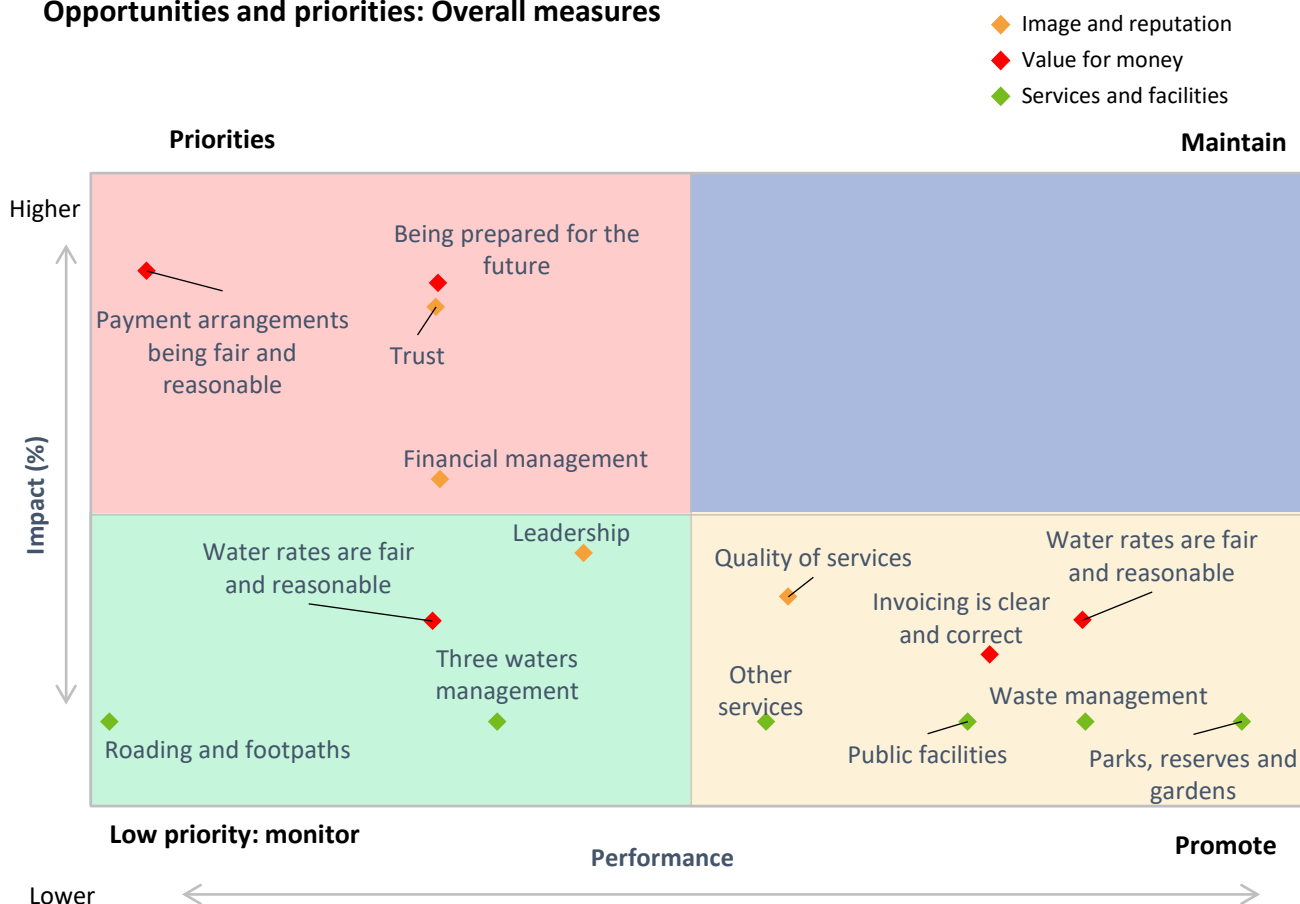 Opportunities and priorities: Overall measures
Image and reputation
Value for money
Services and facilities
Priorities
Maintain
Higher
Being prepared for the
future
Payment arrangements
being fair and
reasonable
Trust
Financial management
Impact (%)
Leadership
Water rates are fair
and reasonable
Quality of services
Water rates are fair
and reasonable
Invoicing is clear
and correct
Three waters
management
Other
services
Waste management
Roading and footpaths
Public facilities
Parks, reserves and
gardens
Low priority: monitor
Performance
Promote
Lower